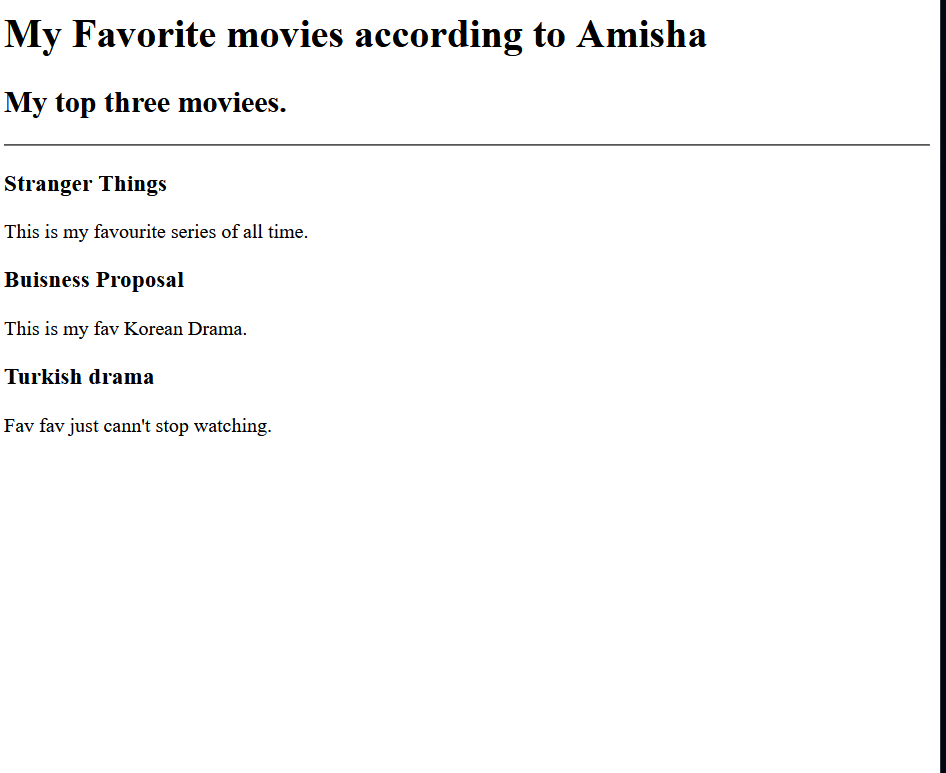 My Favorite movies according to Amisha
My top three moviees.
Stranger Things
This is my favourite series of all time.
Buisness Proposal
This is my fav Korean Drama.
Turkish drama
Fav fav just cann't stop watching.